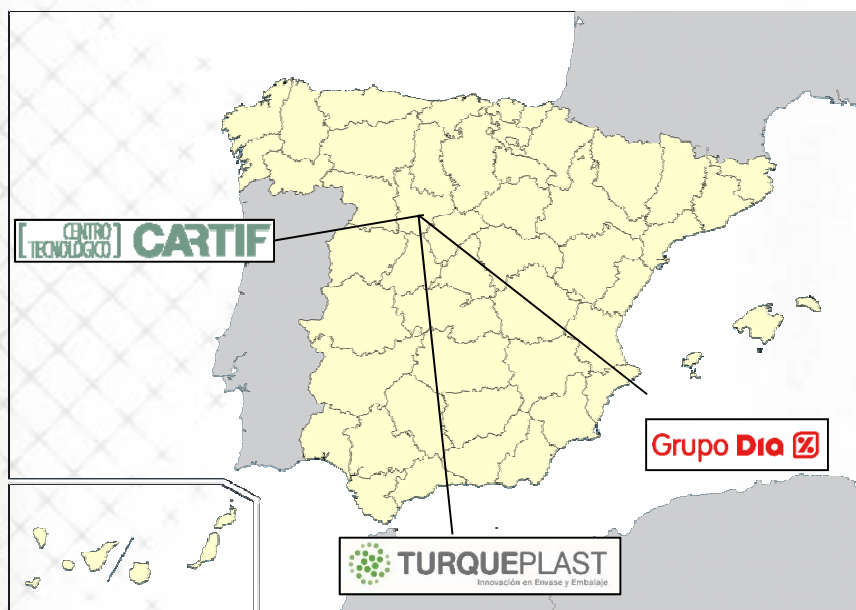 [CENTRO TECNOLÓGICO] CARTIF
Grupo Dia %
TURQUEPLAST
Innovación en Envase y Embalaje